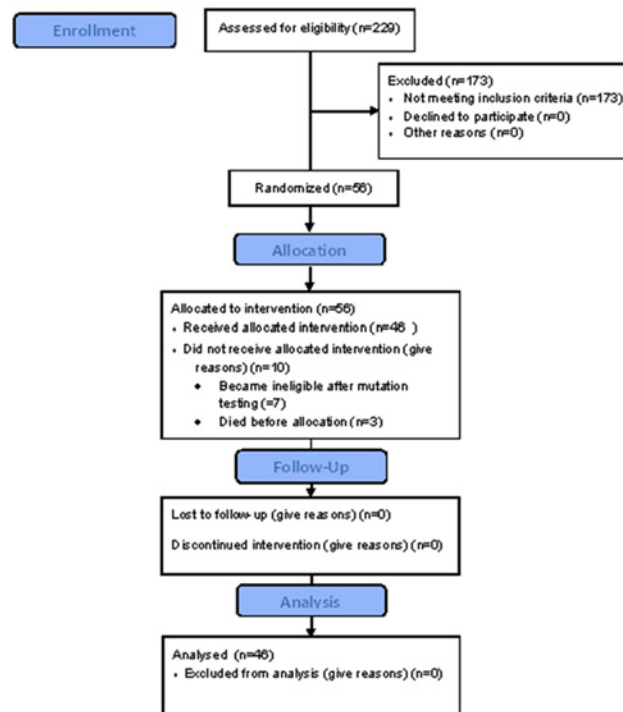 Enrollment
Assessed for eligibility (n=229)
Excluded (n=173)
• Not meeting inclusion criteria (n=173)
• Declined to participate (n=0)
• Other reasons (n=0)
Randomized (n=56)
Allocation
Allocated to intervention (n=56)
• Received allocated intervention (n=46 )
• Did not receive allocated intervention (give
reasons) (n=10)
• Became ineligible after mutation
testing (=7)
• Died before allocation (n=3)
Follow-Up
Lost to follow-up (give reasons) (n=0)
Discontinued intervention (give reasons) (n=0)
Analysis
Analysed (n=46)
• Excluded from analysis (give reasons) (n=0)